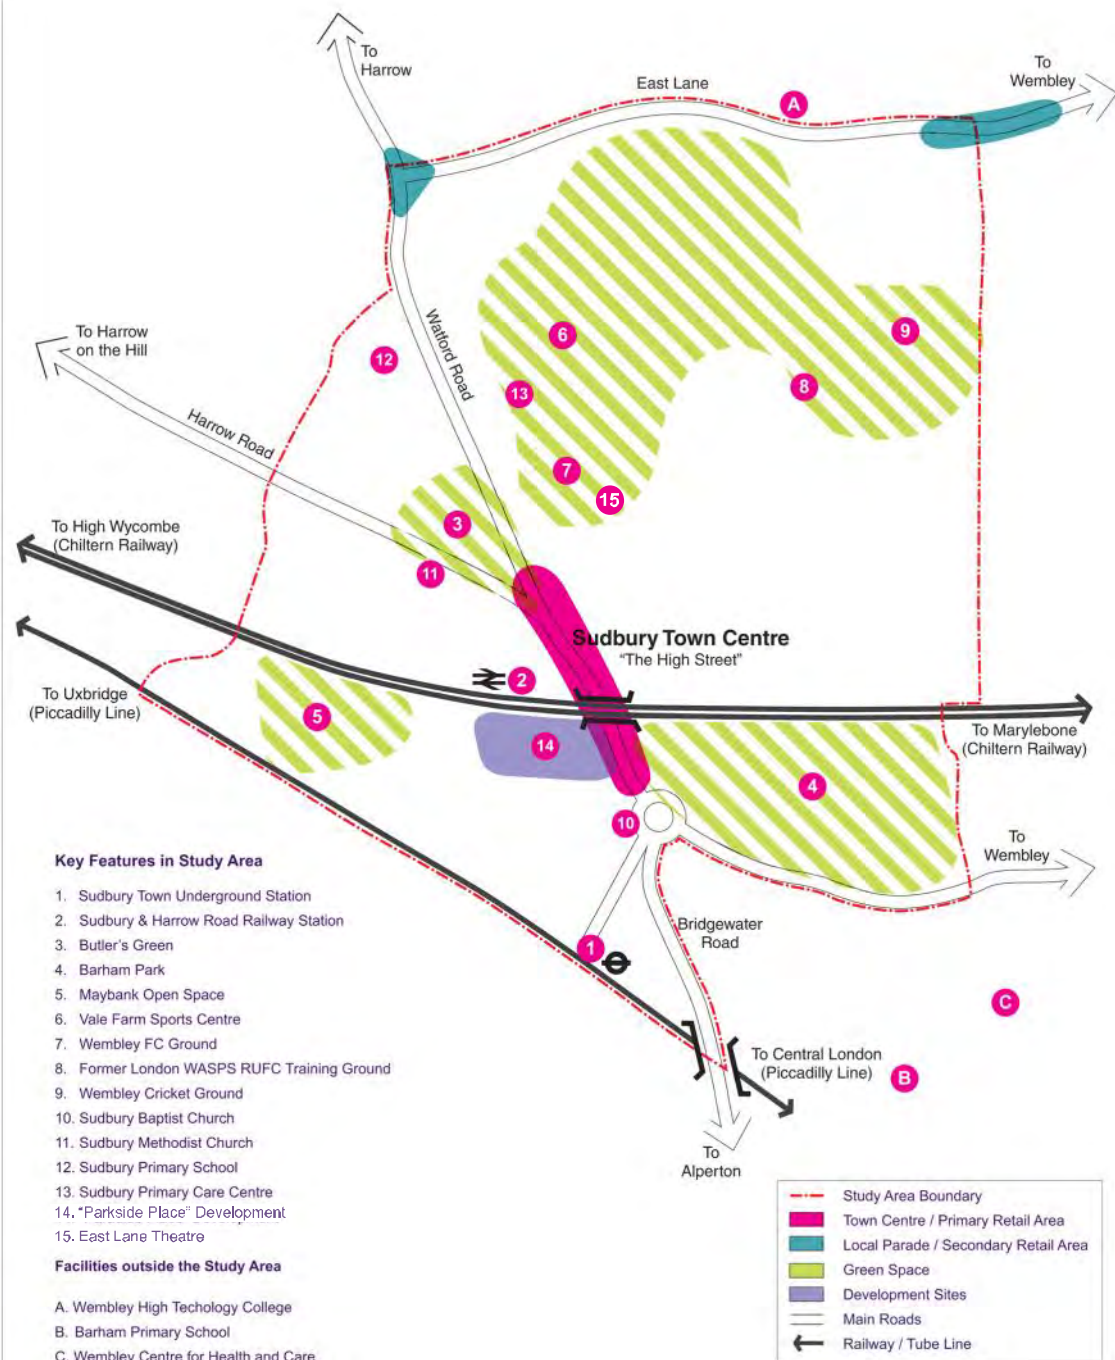 To
Harrow
East Lane
A
To
Wembley
To Harrow
on the Hill
12
Watford Road
6
9
13
8
Harrow Road
7
15
To High Wycombe
(Chiltern Railway)
3
11
Sudbury Town Centre
"The High Street"
2
To Uxbridge
(Piccadilly Line)
5
14
To Marylebone
(Chiltern Railway)
4
10
To
Wembley
Bridgewater
Road
1
C
To Central London
(Piccadilly Line)
B
To
Alperton
Key Features in Study Area
1. Sudbury Town Underground Station
2. Sudbury & Harrow Road Railway Station
3. Butler's Green
4. Barham Park
5. Maybank Open Space
6. Vale Farm Sports Centre
7. Wembley FC Ground
8. Former London WASPS RUFC Training Ground
9. Wembley Cricket Ground
10. Sudbury Baptist Church
11. Sudbury Methodist Church
12. Sudbury Primary School
13. Sudbury Primary Care Centre
14. "Parkside Place" Development
15. East Lane Theatre
Facilities outside the Study Area
A. Wembley High Techology College
B. Barham Primary School
C. Wembley Centre for Health and Care
Study Area Boundary
Town Centre / Primary Retail Area
Local Parade / Secondary Retail Area
Green Space
Development Sites
Main Roads
Railway / Tube Line